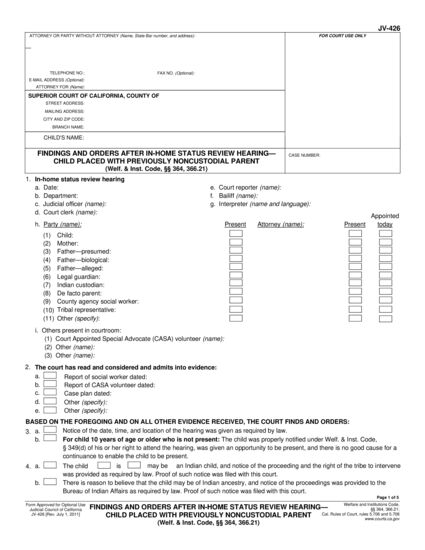 JV-426
ATTORNEY OR PARTY WITHOUT ATTORNEY (Name, State Bar number, and address):
FOR COURT USE ONLY
TELEPHONE NO.: FAX NO. (Optional):
E-MAIL ADDRESS (Optional):
ATTORNEY FOR (Name):
SUPERIOR COURT OF CALIFORNIA, COUNTY OF
STREET ADDRESS:
MAILING ADDRESS:
CITY AND ZIP CODE:
BRANCH NAME:
CHILD'S NAME:
FINDINGS AND ORDERS AFTER IN-HOME STATUS REVIEW HEARING—
CHILD PLACED WITH PREVIOUSLY NONCUSTODIAL PARENT
(Welf. & Inst. Code, §§ 364, 366.21)
CASE NUMBER:
1. In-home status review hearing
a. Date:
b. Department:
c. Judicial officer (name):
d. Court clerk (name):
e. Court reporter (name):
f. Bailiff (name):
g. Interpreter (name and language):
h. Party (name): Present Attorney (name): Present Appointed today
(1) Child:
(2) Mother:
(3) Father—presumed:
(4) Father—biological:
(5) Father—alleged:
(6) Legal guardian:
(7) Indian custodian:
(8) De facto parent:
(9) County agency social worker:
(10) Tribal representative:
(11) Other (specify):
i. Others present in courtroom:
(1) Court Appointed Special Advocate (CASA) volunteer (name):
(2) Other (name):
(3) Other (name):
2. The court has read and considered and admits into evidence:
a. Report of social worker dated:
b. Report of CASA volunteer dated:
c. Case plan dated:
d. Other (specify):
e. Other (specify):
BASED ON THE FOREGOING AND ON ALL OTHER EVIDENCE RECEIVED, THE COURT FINDS AND ORDERS:
3. a. Notice of the date, time, and location of the hearing was given as required by law.
b. For child 10 years of age or older who is not present: The child was properly notified under Welf. & Inst. Code,
§ 349(d) of his or her right to attend the hearing, was given an opportunity to be present, and there is no good cause for a
continuance to enable the child to be present.
4. a. The child is may be an Indian child, and notice of the proceeding and the right of the tribe to intervene
was provided as required by law. Proof of such notice was filed with this court.
b. There is reason to believe that the child may be of Indian ancestry, and notice of the proceedings was provided to the
Bureau of Indian Affairs as required by law. Proof of such notice was filed with this court.
Page 1 of 5
Form Approved for Optional Use
Judicial Council of California
JV-426 [Rev. July 1, 2011]
FINDINGS AND ORDERS AFTER IN-HOME STATUS REVIEW HEARING—
CHILD PLACED WITH PREVIOUSLY NONCUSTODIAL PARENT
(Welf. & Inst. Code, §§ 364, 366.21)
Welfare and Institutions Code,
§§ 364, 366.21;
Cal. Rules of Court, rules 5.706 and 5.708
www.courts.ca.gov